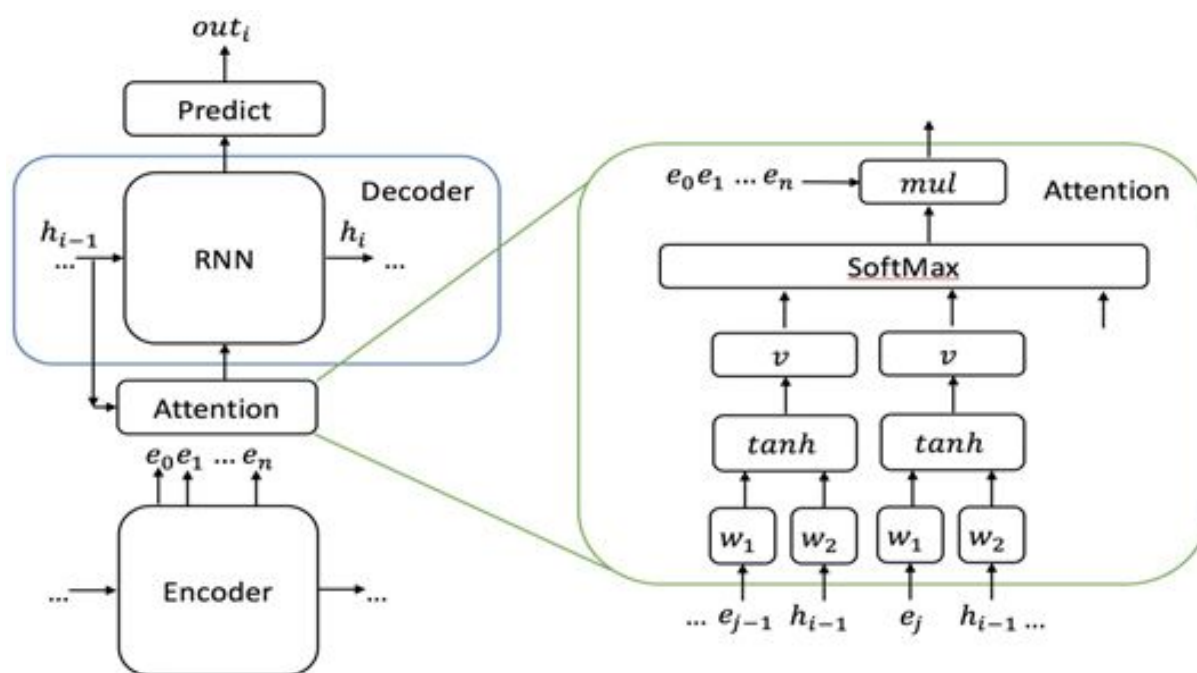 out_i
Predict
Decoder
h_{i-1}
...
RNN
h_i
...
Attention
e_0 e_1 ... e_n
...
Encoder
...
e_0 e_1 ... e_n
mul
Attention
SoftMax
v v
tanh tanh
w_1 w_2 w_1 w_2
... e_{j-1} h_{i-1} e_j h_{i-1} ...